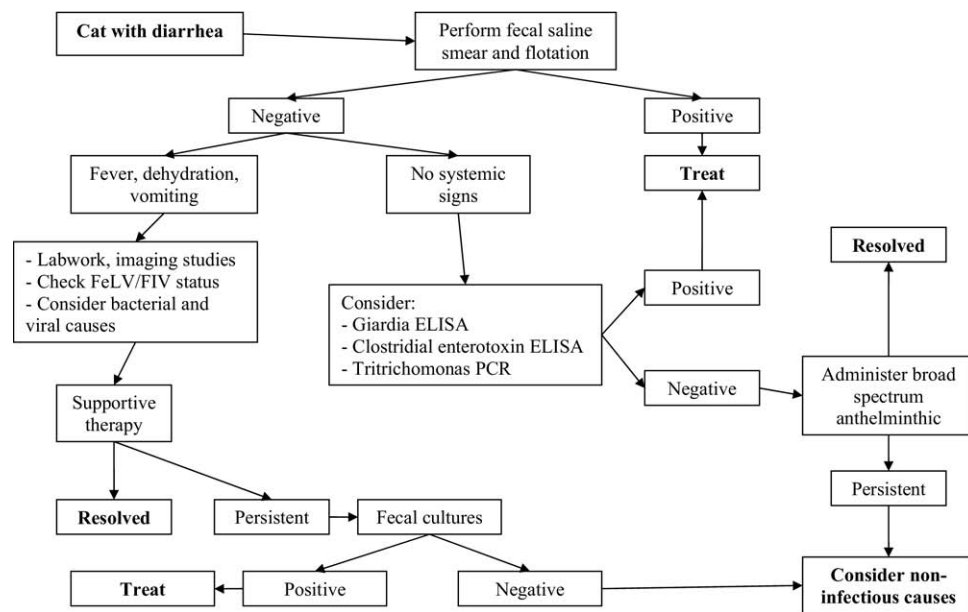 Cat with diarrhea
Perform fecal saline
smear and flotation
Negative
Positive
Fever, dehydration,
vomiting
No systemic
signs
Treat
- Labwork, imaging studies
- Check FeLV/FIV status
- Consider bacterial and
viral causes
Resolved
Consider:
- Giardia ELISA
- Clostridial enterotoxin ELISA
- Tritrichomonas PCR
Positive
Negative
Administer broad
spectrum
anthelminthic
Supportive
therapy
Persistent
Resolved
Persistent
Fecal cultures
Treat
Positive
Negative
Consider non-
infectious causes